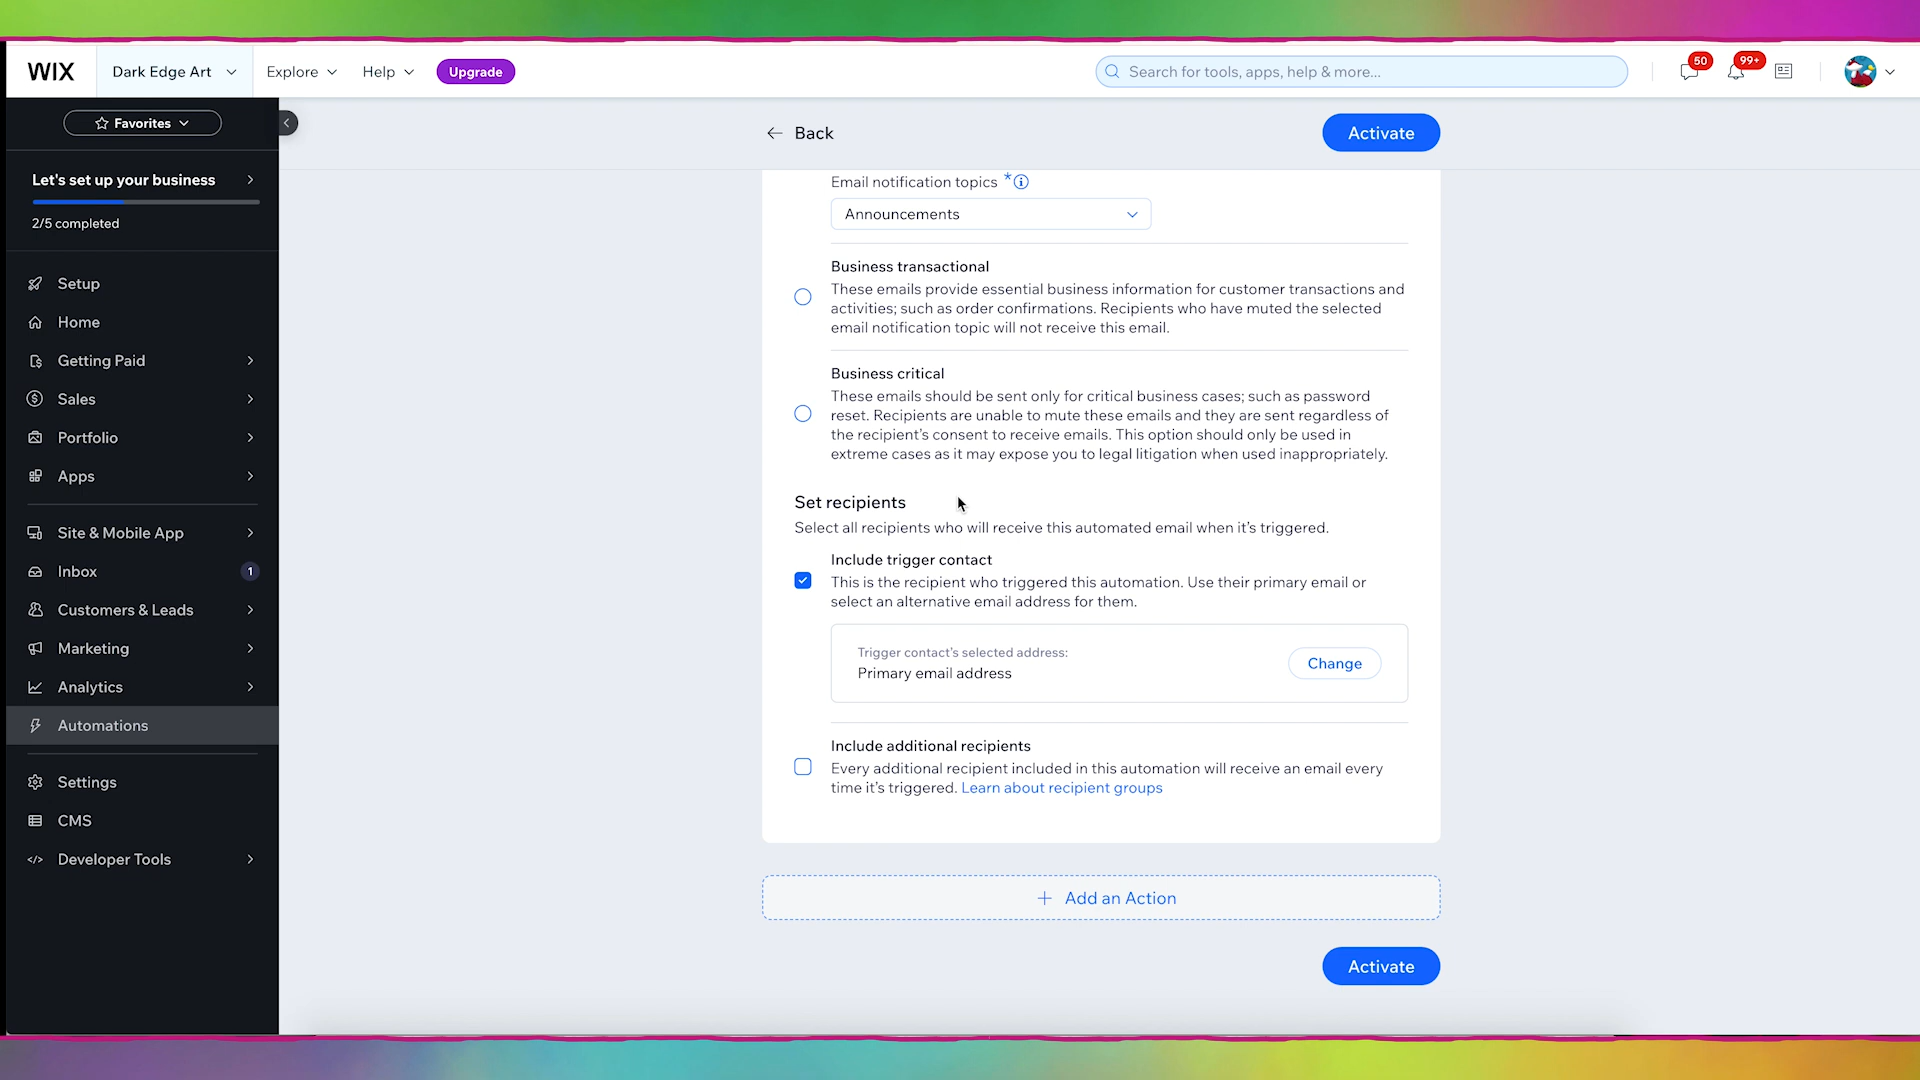 WIX
Dark Edge Art
Explore
Help
Upgrade
Search for tools, apps, help & more...
50
99+
Favorites
Let's set up your business
2/5 completed
Setup
Home
Getting Paid
Sales
Portfolio
Apps
Site & Mobile App
Inbox
1
Customers & Leads
Marketing
Analytics
Automations
Settings
CMS
Developer Tools
Back
Activate
Email notification topics *
Announcements
Business transactional
These emails provide essential business information for customer transactions and
activities; such as order confirmations. Recipients who have muted the selected
email notification topic will not receive this email.
Business critical
These emails should be sent only for critical business cases; such as password
reset. Recipients are unable to mute these emails and they are sent regardless of
the recipient's consent to receive emails. This option should only be used in
extreme cases as it may expose you to legal litigation when used inappropriately.
Set recipients
Select all recipients who will receive this automated email when it's triggered.
Include trigger contact
This is the recipient who triggered this automation. Use their primary email or
select an alternative email address for them.
Trigger contact's selected address:
Primary email address
Change
Include additional recipients
Every additional recipient included in this automation will receive an email every
time it's triggered. Learn about recipient groups
+ Add an Action
Activate